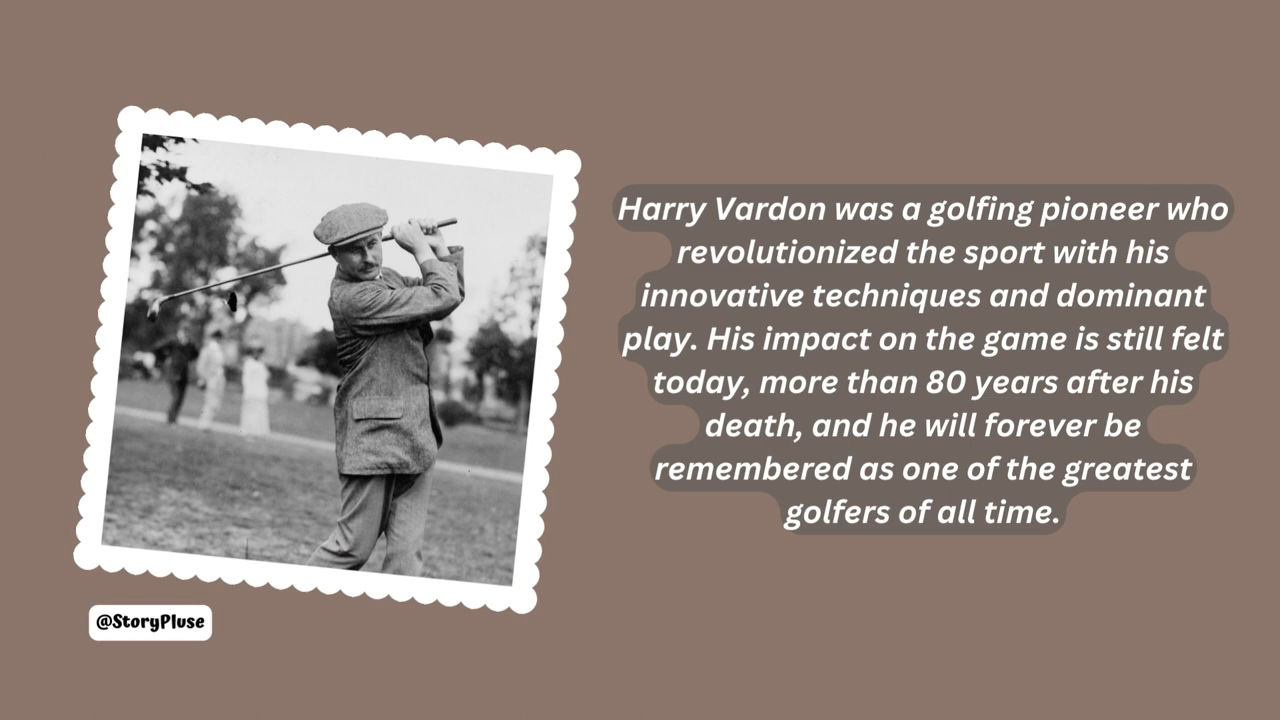 Harry Vardon was a golfing pioneer who
revolutionized the sport with his
innovative techniques and dominant
play. His impact on the game is still felt
today, more than 80 years after his
death, and he will forever be
remembered as one of the greatest
golfers of all time.
@StoryPluse